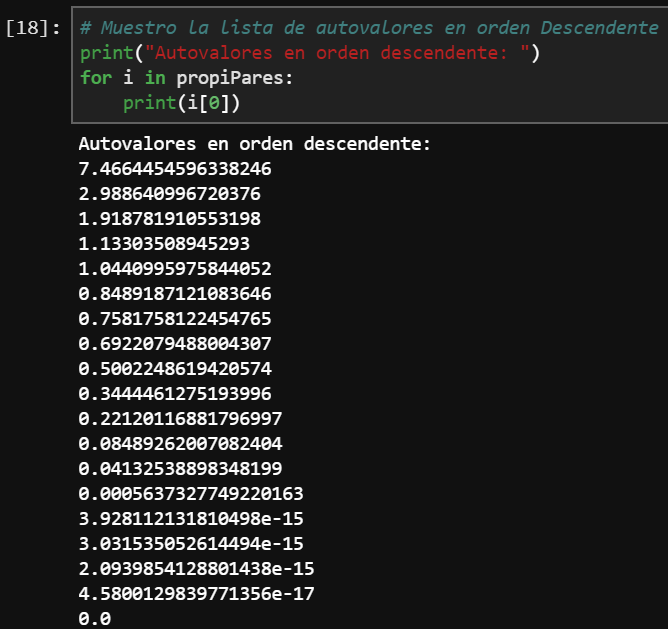 [18]: # Muestro la lista de autovalores en orden Descendente
print("Autovalores en orden descendente: ")
for i in propiPares:
    print(i[0])
Autovalores en orden descendente:
7.4664454596338246
2.988640996720376
1.918781910553198
1.13303508945293
1.0440995975844052
0.8489187121083646
0.7581758122454765
0.6922079488004307
0.5002248619420574
0.3444461275193996
0.22120116881796997
0.08489262007082404
0.04132538898348199
0.0005637327749220163
3.928112131810498e-15
3.031535052614494e-15
2.0939854128801438e-15
4.5800129839771356e-17
0.0